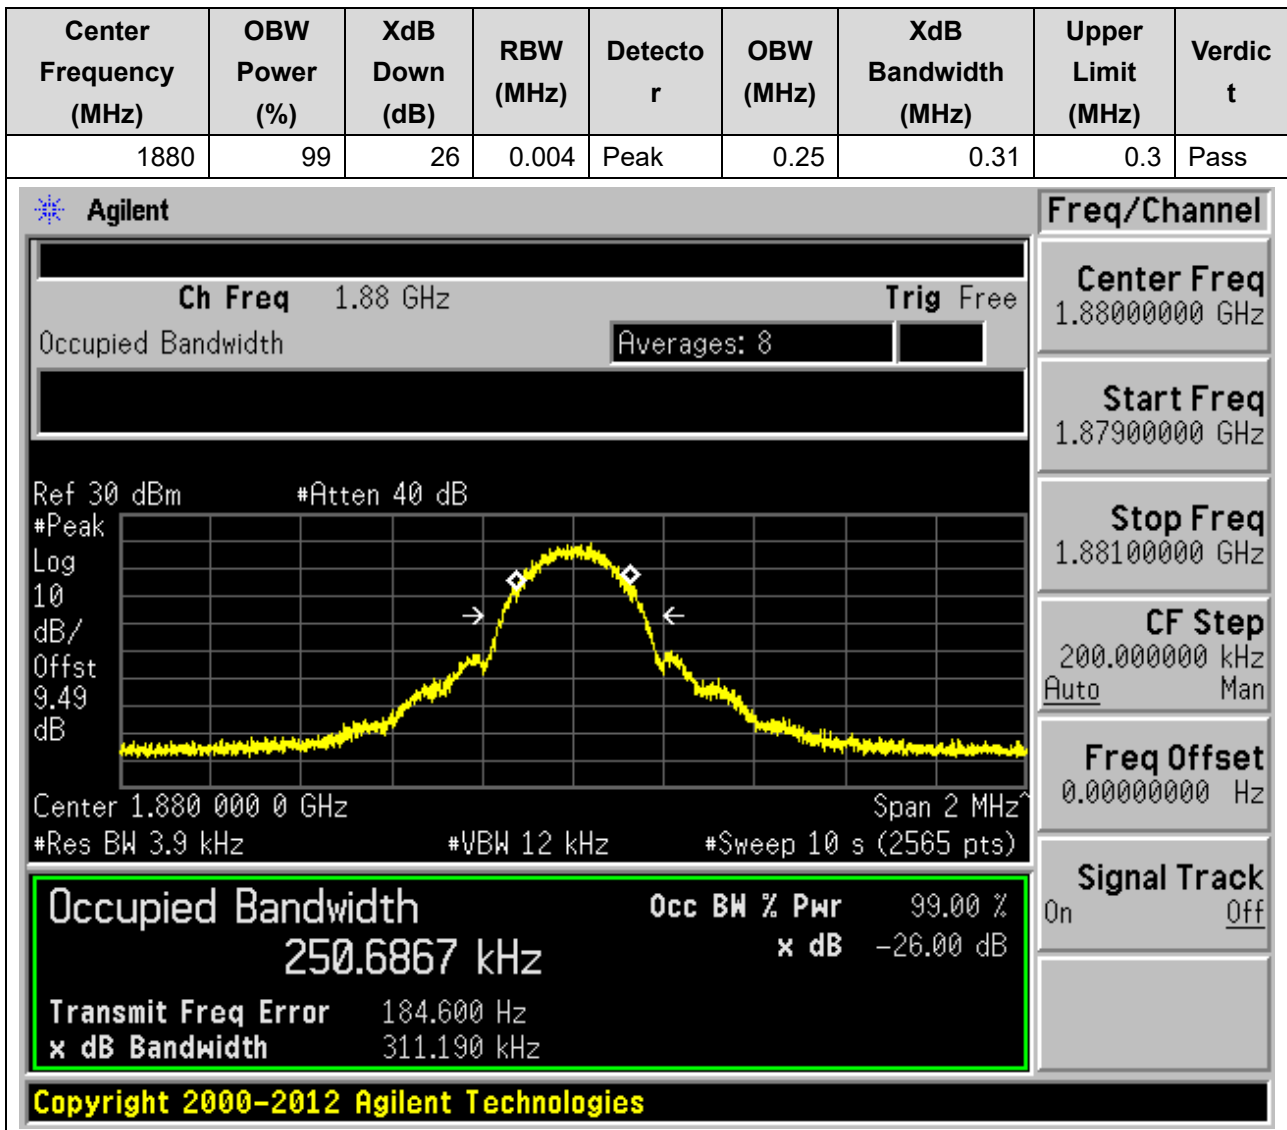 Center Frequency (MHz) OBW Power (%) XdB Down (dB) RBW (MHz) Detecto r OBW (MHz) XdB Bandwidth (MHz) Upper Limit (MHz) Verdic t
1880 99 26 0.004 Peak 0.25 0.31 0.3 Pass
Agilent Freq/Channel
Ch Freq 1.88 GHz Trig Free
Occupied Bandwidth Averages: 8
Center Freq
1.88000000 GHz
Start Freq
1.87900000 GHz
Stop Freq
1.88100000 GHz
CF Step
200.000000 kHz
Auto Man
Freq Offset
0.00000000 Hz
Signal Track
On Off
Ref 30 dBm #Atten 40 dB
#Peak
Log
10
dB/
Offst
9.49
dB
Center 1.880 000 0 GHz Span 2 MHz^
#Res BW 3.9 kHz #VBW 12 kHz #Sweep 10 s (2565 pts)
Occupied Bandwidth Occ BW % Pwr 99.00 %
250.6867 kHz x dB -26.00 dB
Transmit Freq Error 184.600 Hz
x dB Bandwidth 311.190 kHz
Copyright 2000-2012 Agilent Technologies